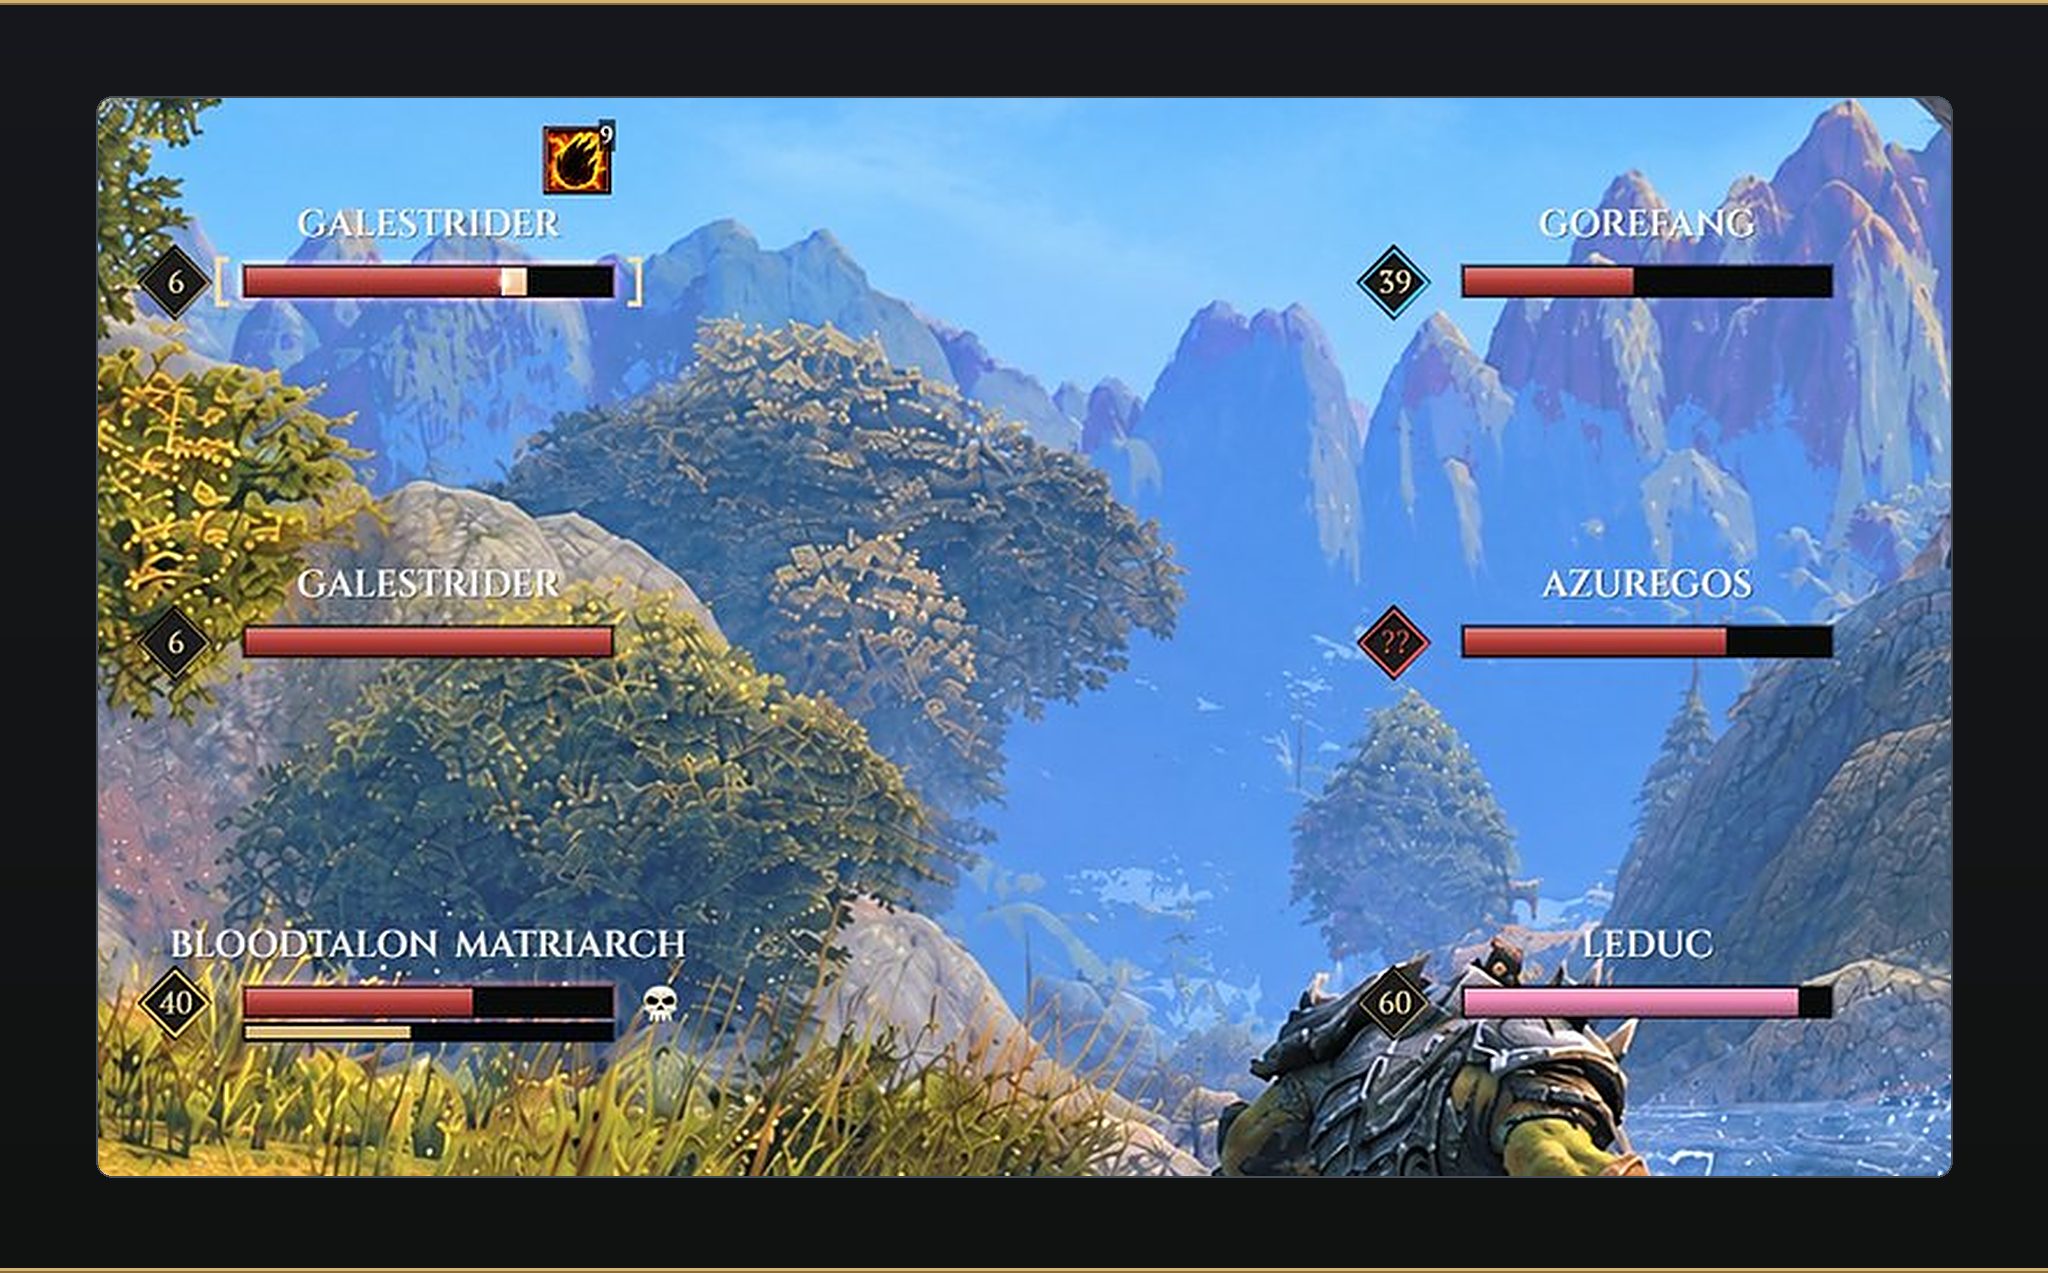 9
GALESTRIDER
6
GOREFANG
39
GALESTRIDER
6
AZUREGOS
??
BLOODTALON MATRIARCH
40
LEDUC
60